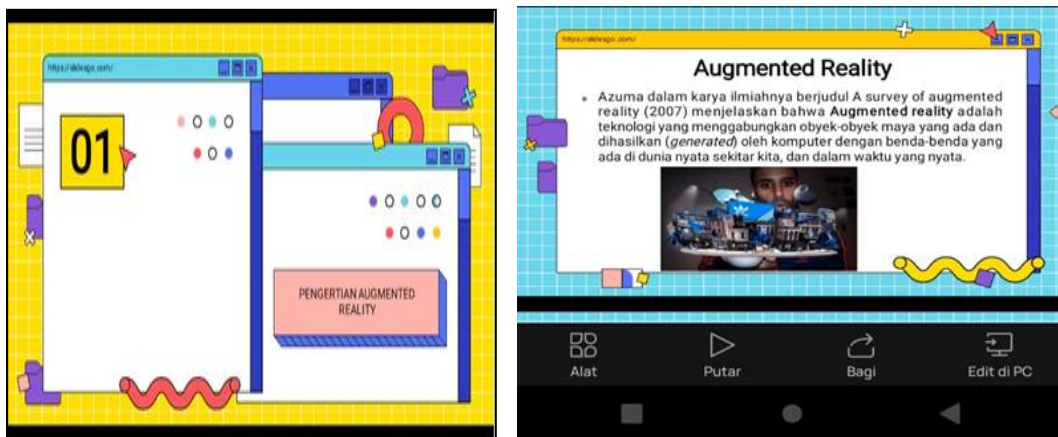 https://slidesgo.com/
01
PENGERTIAN AUGMENTED
REALITY
https://slidesgo.com/
Augmented Reality
• Azuma dalam karya ilmiahnya berjudul A survey of augmented
reality (2007) menjelaskan bahwa Augmented reality adalah
teknologi yang menggabungkan obyek-obyek maya yang ada dan
dihasilkan (generated) oleh komputer dengan benda-benda yang
ada di dunia nyata sekitar kita, dan dalam waktu yang nyata.
Alat
Putar
Bagi
Edit di PC